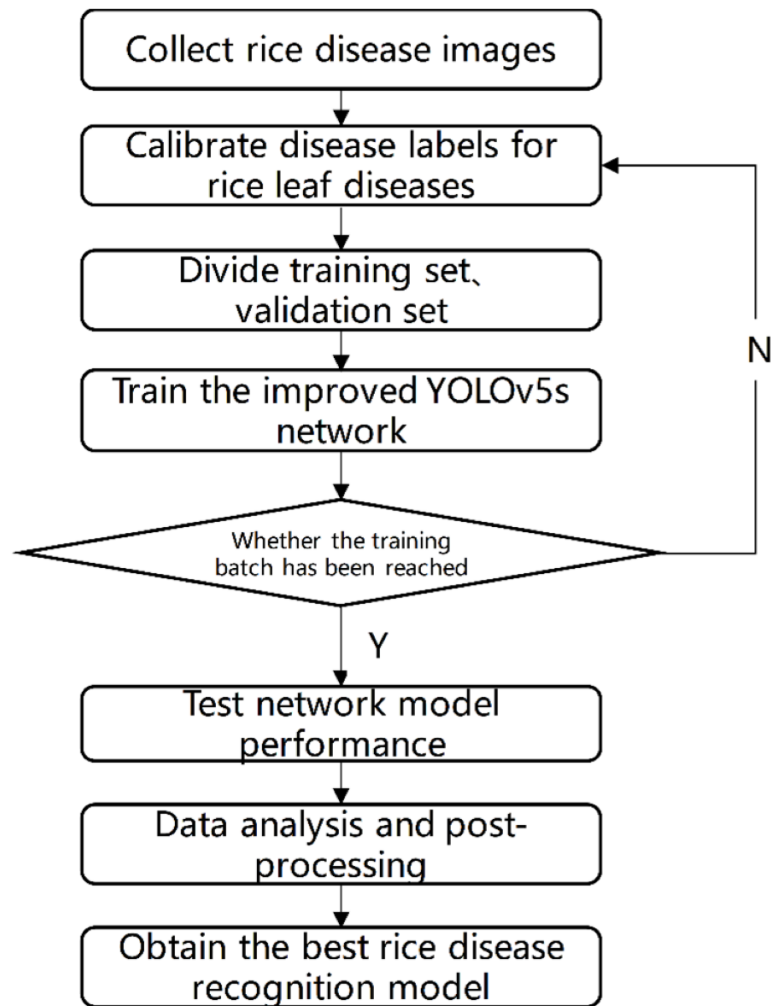 Collect rice disease images
Calibrate disease labels for
rice leaf diseases
Divide training set、
validation set
N
Train the improved YOLOv5s
network
Whether the training
batch has been reached
Y
Test network model
performance
Data analysis and post-
processing
Obtain the best rice disease
recognition model